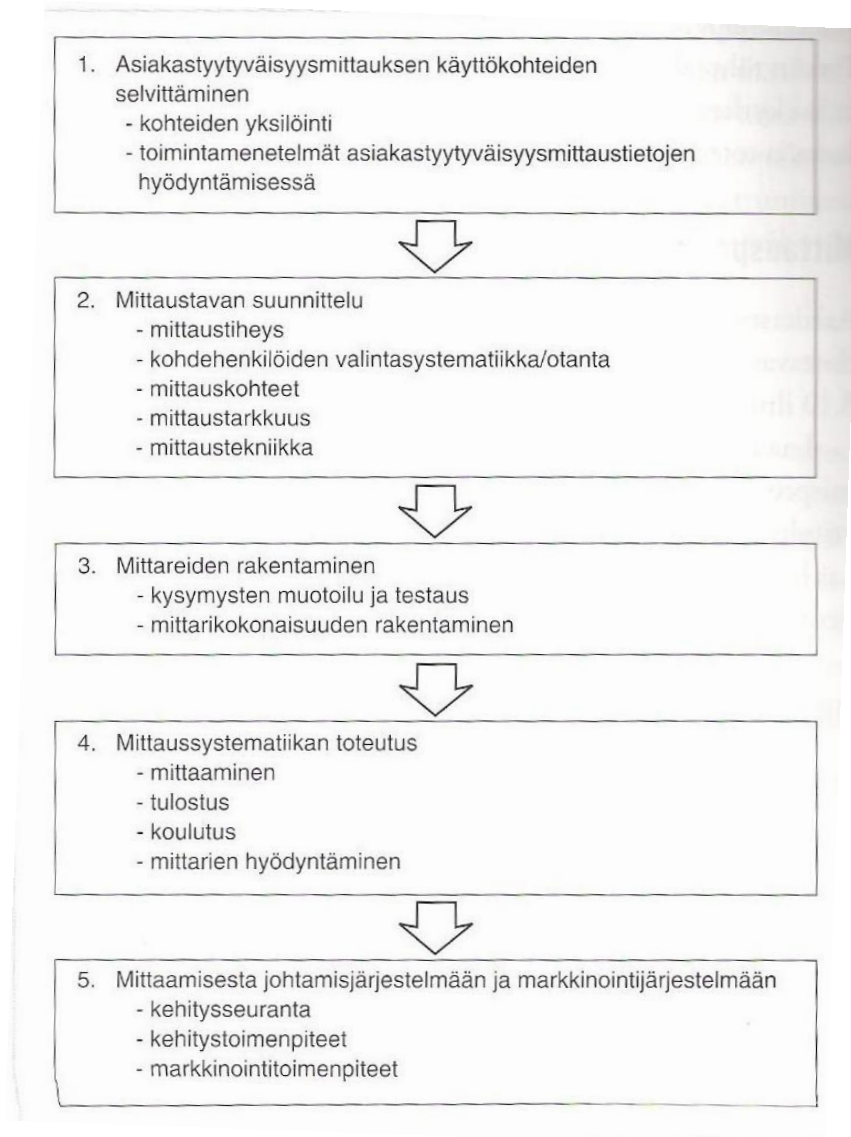 1. Asiakastyytyväisyysmittauksen käyttökohteiden
selvittäminen
- kohteiden yksilöinti
- toimintamenetelmät asiakastyytyväisyysmittaustietojen
hyödyntämisessä
2. Mittaustavan suunnittelu
- mittaustiheys
- kohdehenkilöiden valintasystematiikka/otanta
- mittauskohteet
- mittaustarkkuus
- mittaustekniikka
3. Mittareiden rakentaminen
- kysymysten muotoilu ja testaus
- mittarikokonaisuuden rakentaminen
4. Mittaussystematiikan toteutus
- mittaaminen
- tulostus
- koulutus
- mittarien hyödyntäminen
5. Mittaamisesta johtamisjärjestelmään ja markkinointijärjestelmään
- kehitysseuranta
- kehitystoimenpiteet
- markkinointitoimenpiteet